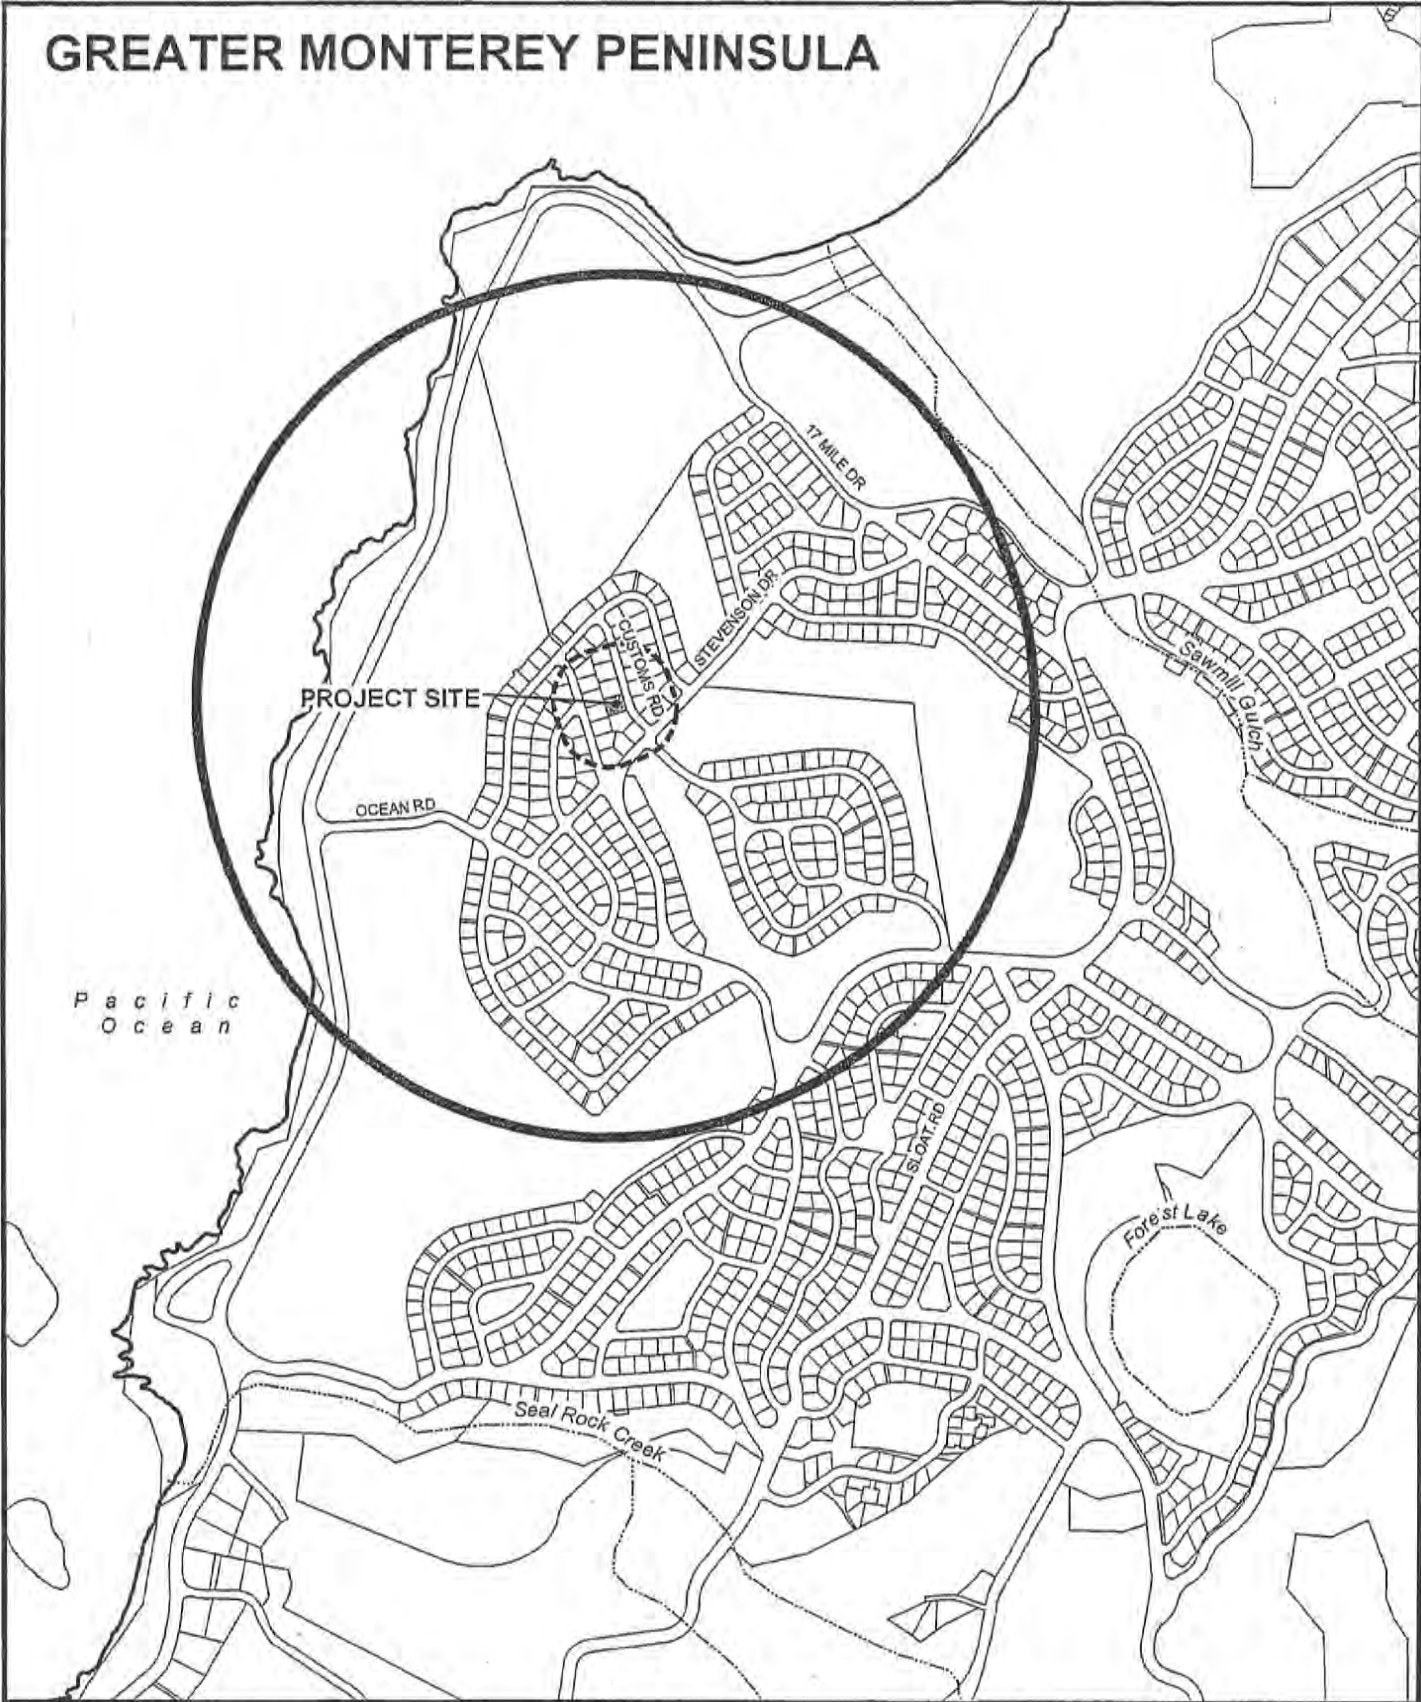 GREATER MONTEREY PENINSULA
17 MILE DR
STEVENSON DR
CUSTOMS RD
Sawmill Gulch
PROJECT SITE
OCEAN RD
Pacific
Ocean
SLOAT RD
Forest Lake
Seal Rock Creek